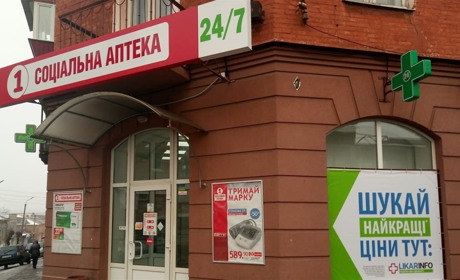 1 СОЦІАЛЬНА АПТЕКА 24/7
ТРИМАЙ
МАРКУ
589
ШУКАЙ
НАЙКРАЩІ
ЦІНИ ТУТ:
LIKARINFO